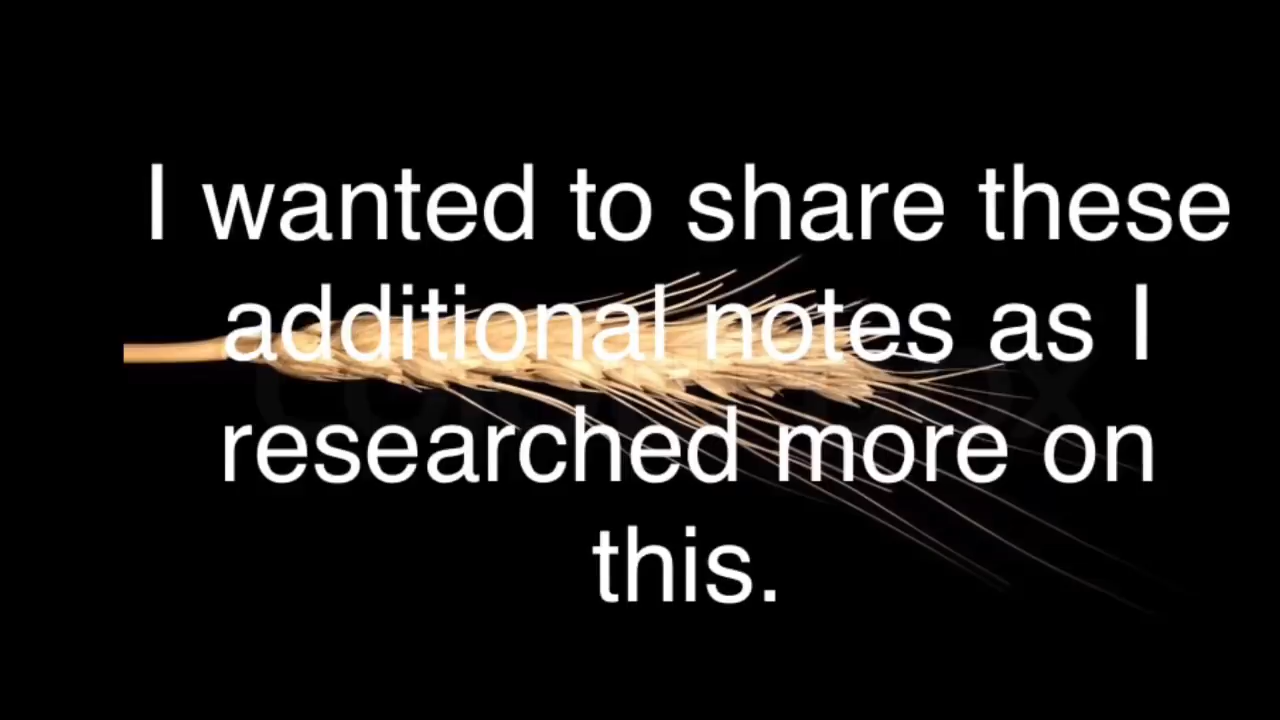 I wanted to share these
additional notes as I
researched more on
this.